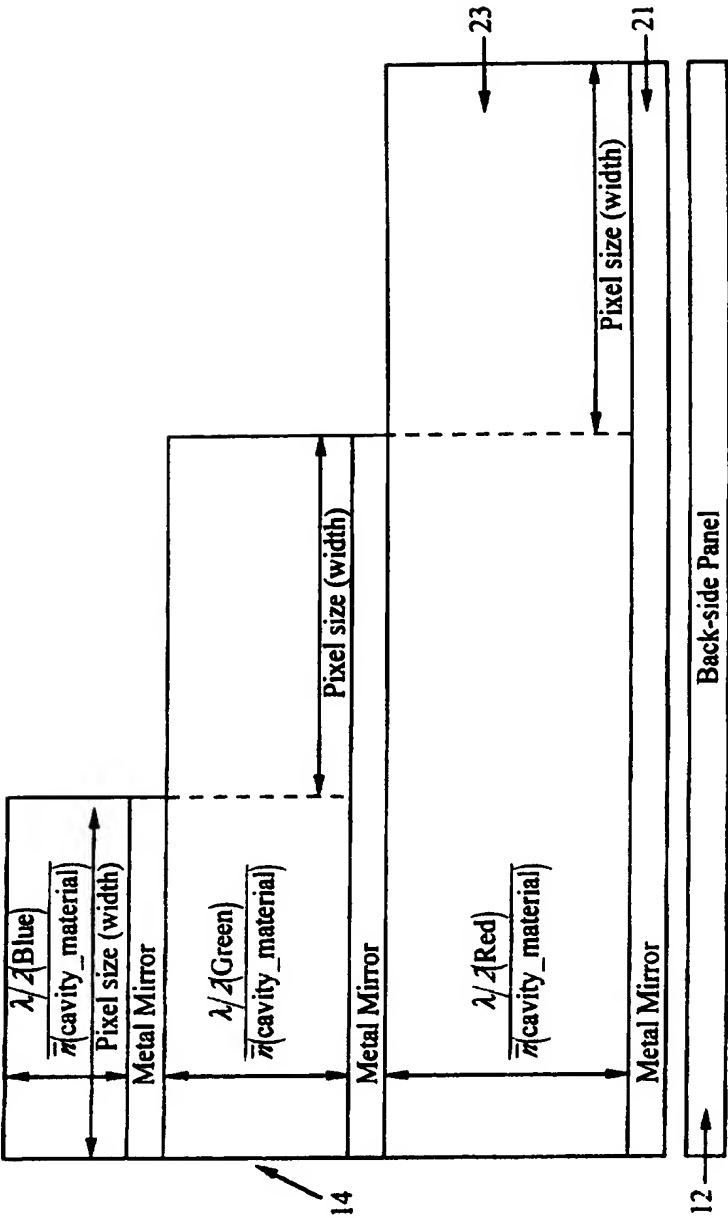 λ/2(Blue)
n̅(cavity_material)
Pixel size (width)
Metal Mirror
λ/2(Green)
n̅(cavity_material)
Pixel size (width)
Metal Mirror
λ/2(Red)
n̅(cavity_material)
Pixel size (width)
Metal Mirror
Back-side Panel
14
12
23
21